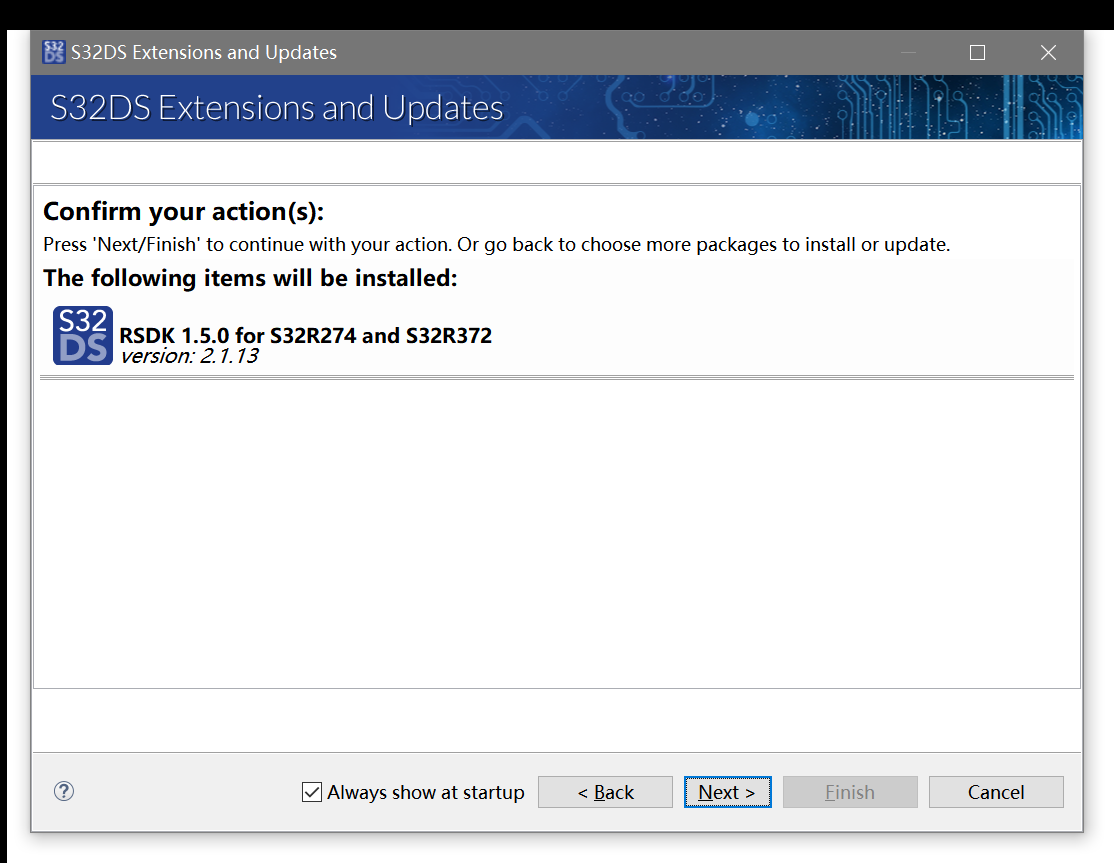 S32DS Extensions and Updates
S32DS Extensions and Updates
Confirm your action(s):
Press 'Next/Finish' to continue with your action. Or go back to choose more packages to install or update.
The following items will be installed:
S32
DS
RSDK 1.5.0 for S32R274 and S32R372
version: 2.1.13
? Always show at startup < Back Next > Finish Cancel